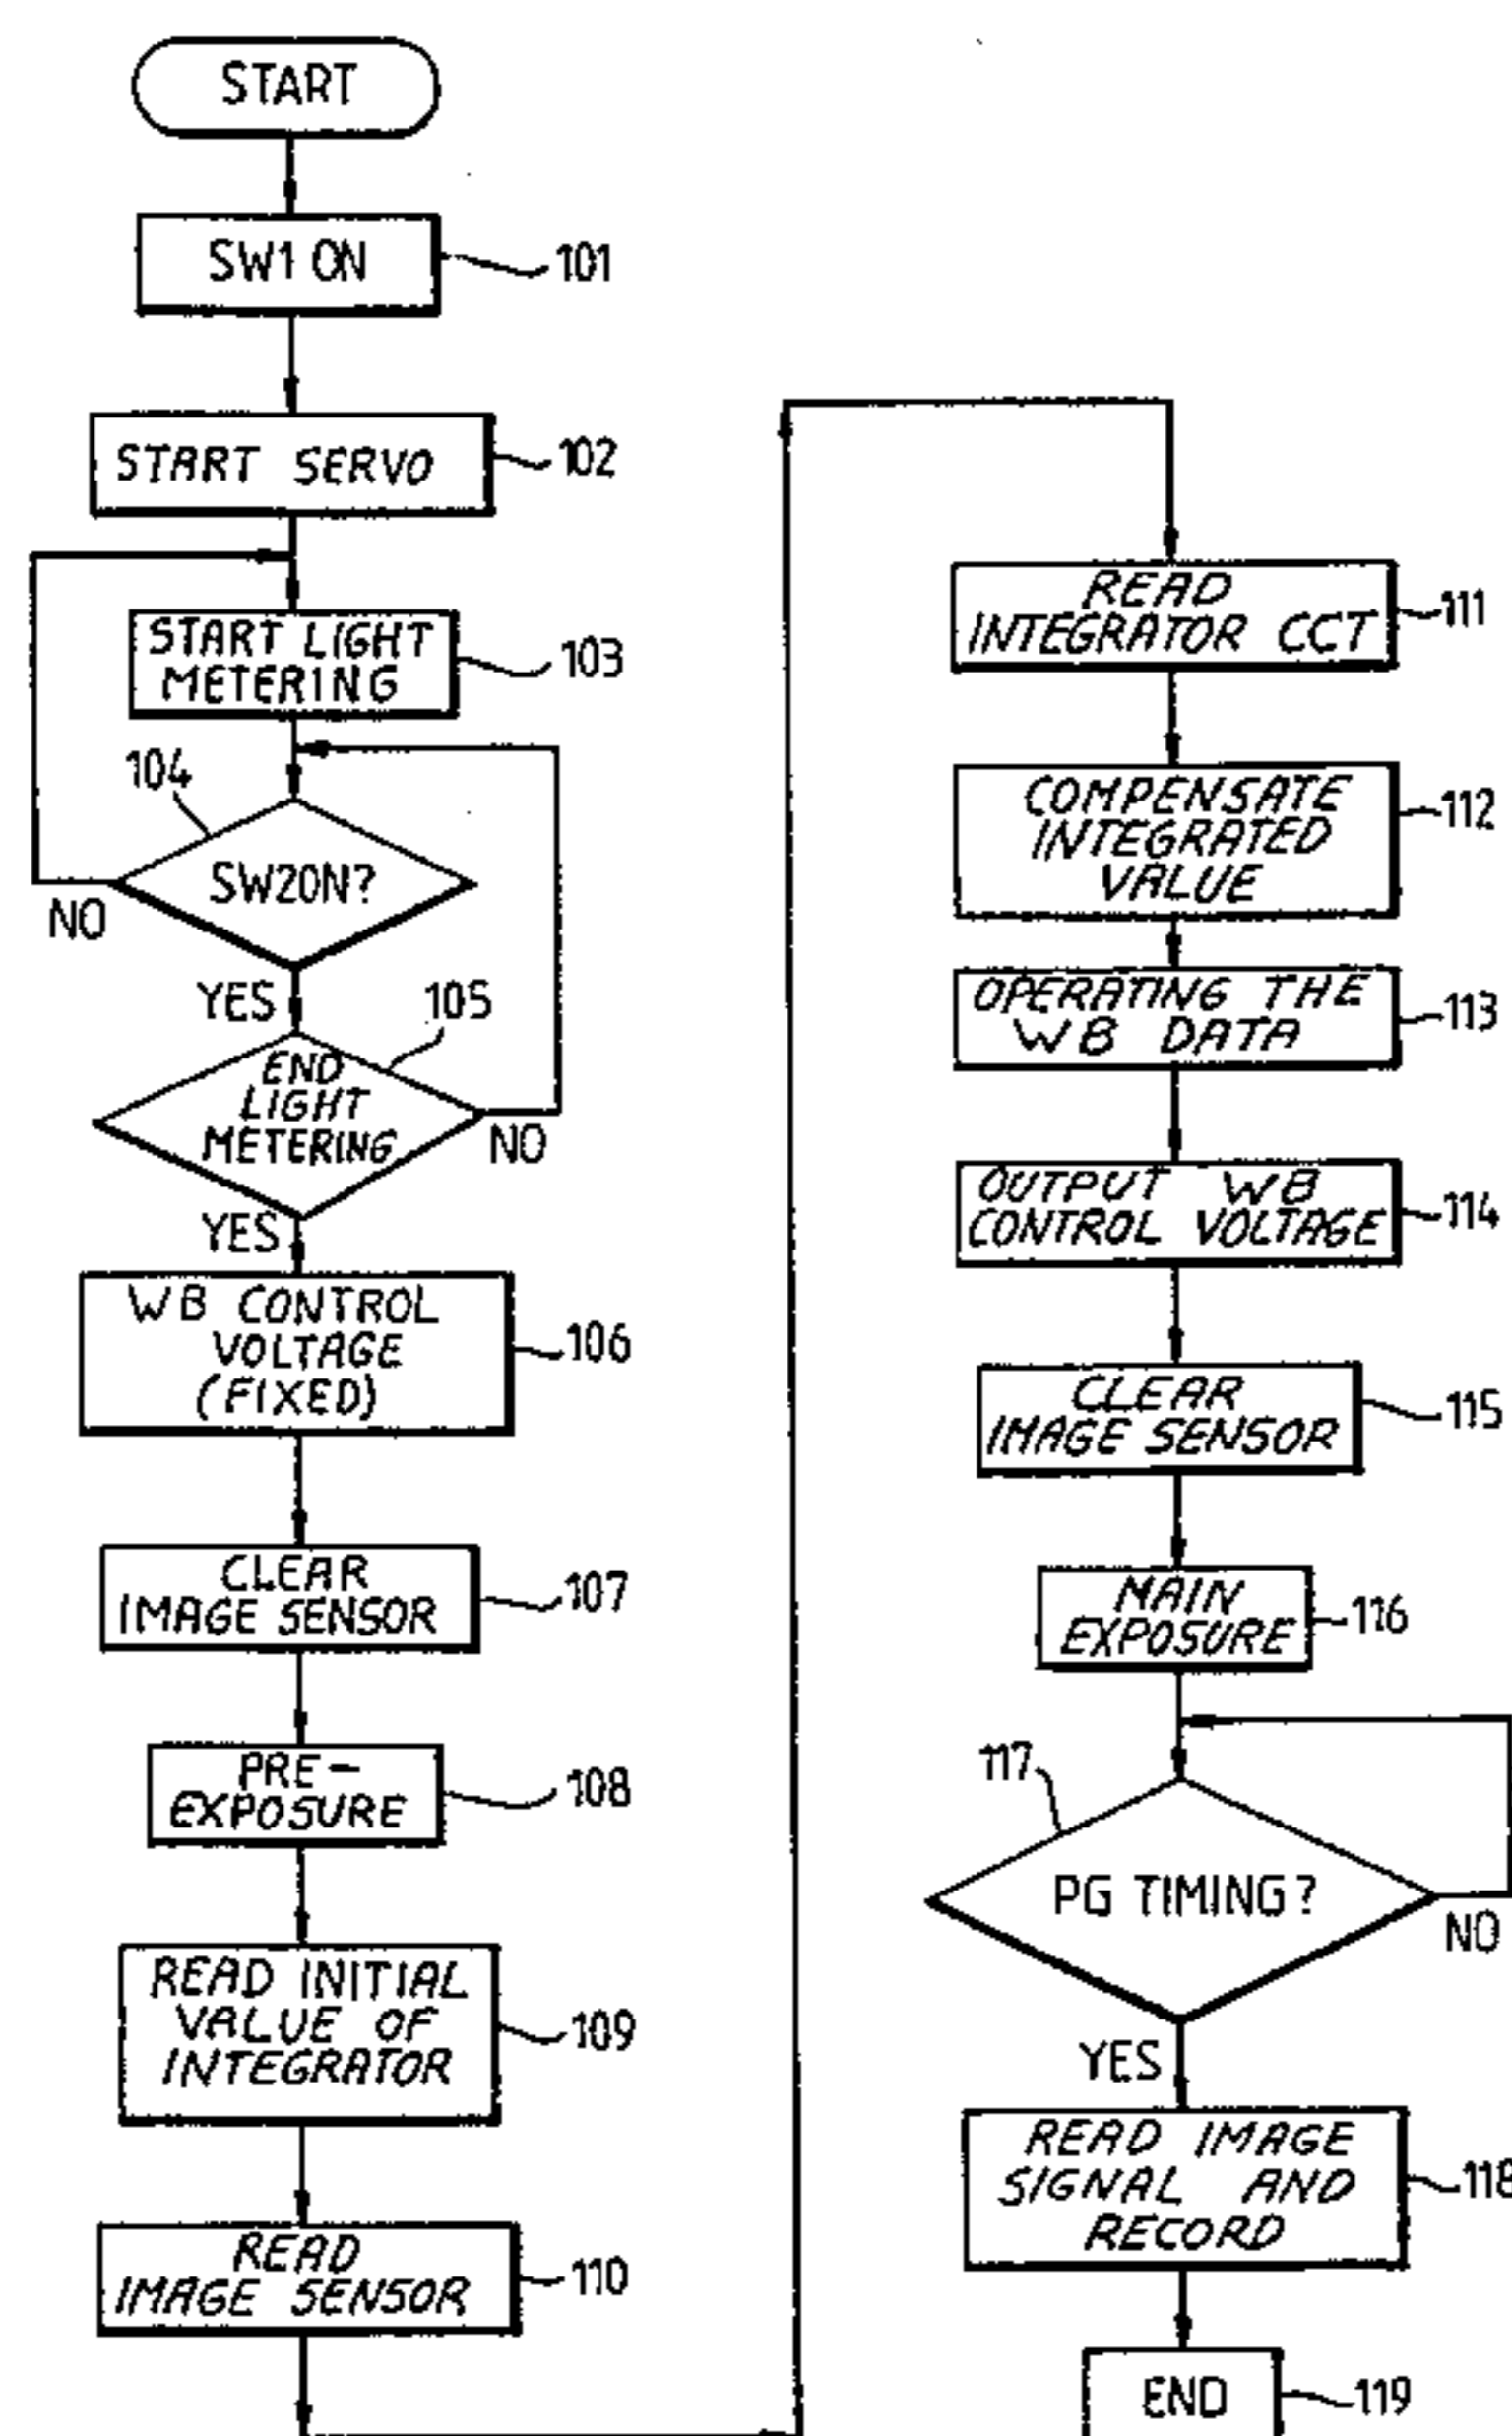 START
SW1 ON
101
START SERVO
102
START LIGHT
METERING
103
104
SW2ON?
NO
YES
105
END
LIGHT
METERING
NO
YES
WB CONTROL
VOLTAGE
(FIXED)
106
CLEAR
IMAGE SENSOR
107
PRE-
EXPOSURE
108
READ INITIAL
VALUE OF
INTEGRATOR
109
READ
IMAGE SENSOR
110
READ
INTEGRATOR CCT
111
COMPENSATE
INTEGRATED
VALUE
112
OPERATING THE
WB DATA
113
OUTPUT WB
CONTROL VOLTAGE
114
CLEAR
IMAGE SENSOR
115
MAIN
EXPOSURE
116
117
PG TIMING?
NO
YES
READ IMAGE
SIGNAL AND
RECORD
118
END
119